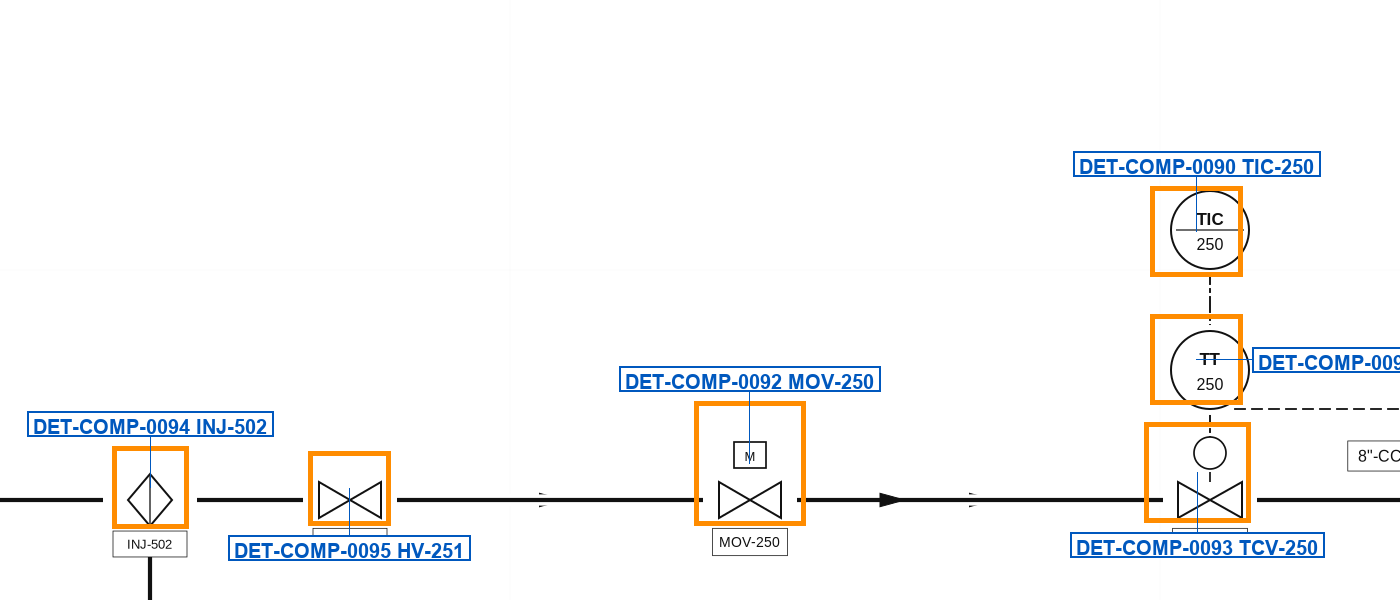 DET-COMP-0090 TIC-250
TIC
250
TT
250
DET-COMP-009
DET-COMP-0092 MOV-250
M
DET-COMP-0094 INJ-502
8"-CO
INJ-502
DET-COMP-0095 HV-251
MOV-250
DET-COMP-0093 TCV-250